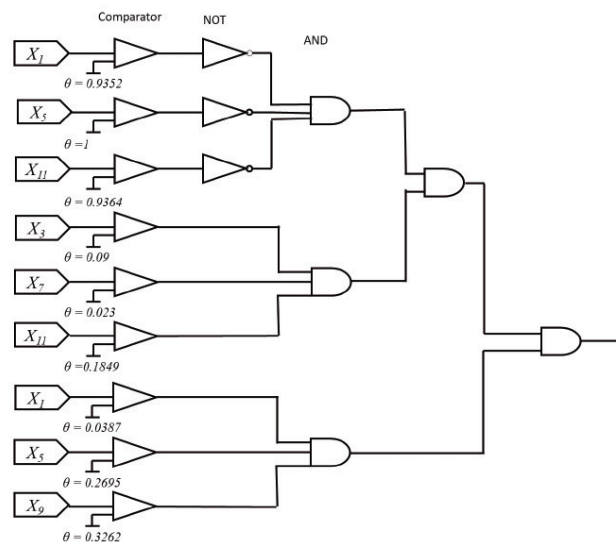 Comparator
NOT
AND
X1
θ = 0.9352
X5
θ =1
X11
θ = 0.9364
X3
θ = 0.09
X7
θ = 0.023
X11
θ =0.1849
X1
θ = 0.0387
X5
θ = 0.2695
X9
θ = 0.3262